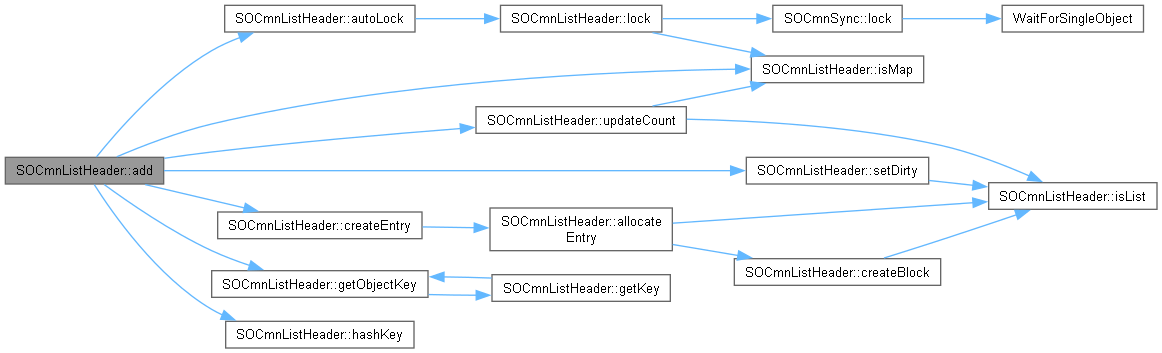 SOCmnListHeader::autoLock
SOCmnListHeader::lock
SOCmnSync::lock
WaitForSingleObject
SOCmnListHeader::isMap
SOCmnListHeader::updateCount
SOCmnListHeader::add
SOCmnListHeader::setDirty
SOCmnListHeader::isList
SOCmnListHeader::createEntry
SOCmnListHeader::allocate
Entry
SOCmnListHeader::createBlock
SOCmnListHeader::getObjectKey
SOCmnListHeader::getKey
SOCmnListHeader::hashKey